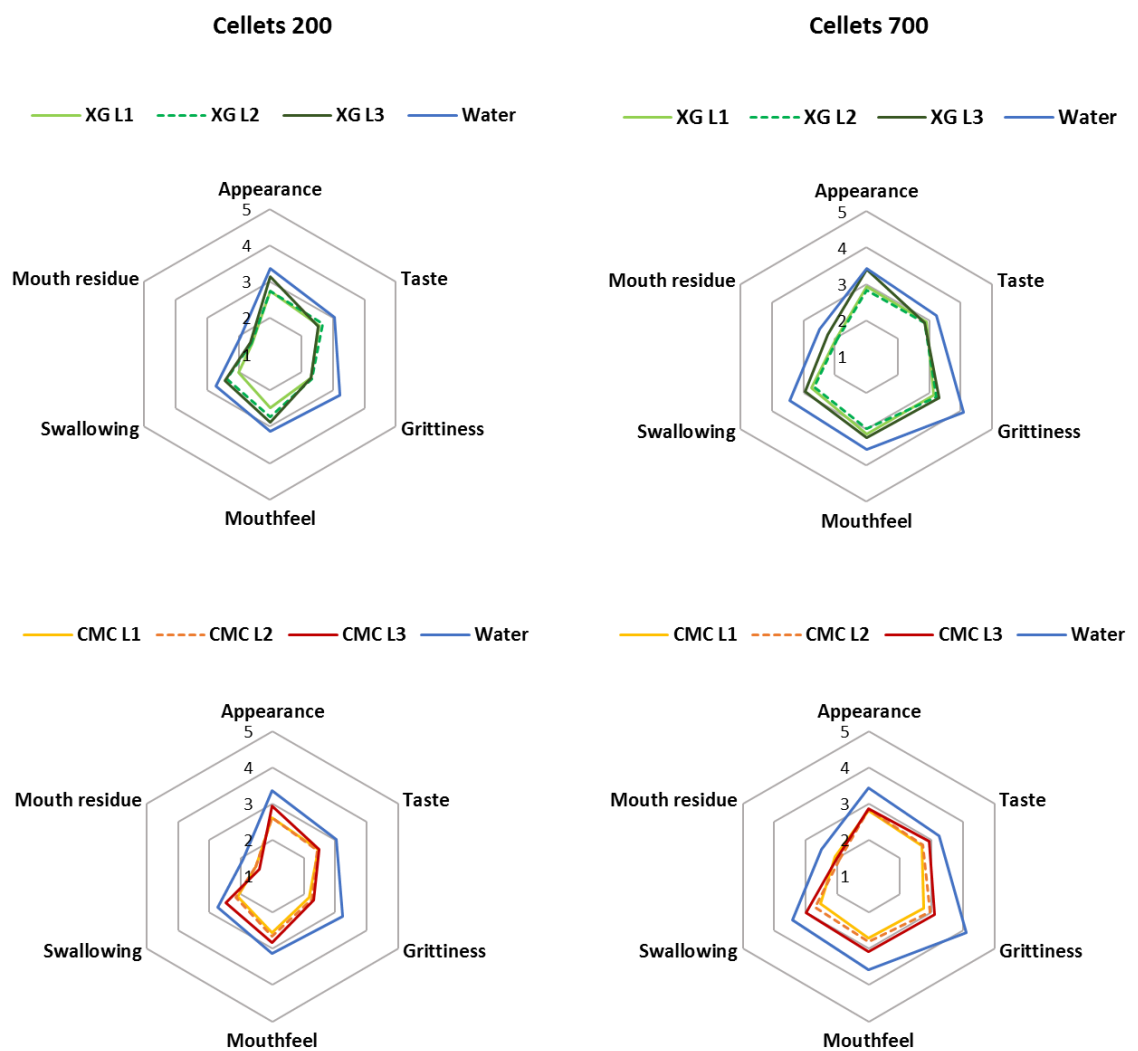 Cellets 200
Cellets 700
XG L1 XG L2 XG L3 Water
XG L1 XG L2 XG L3 Water
Appearance
5
4
3
2
1
Mouth residue
Taste
Swallowing
Grittiness
Mouthfeel
Appearance
5
4
3
2
1
Mouth residue
Taste
Swallowing
Grittiness
Mouthfeel
CMC L1 CMC L2 CMC L3 Water
CMC L1 CMC L2 CMC L3 Water
Appearance
5
4
3
2
1
Mouth residue
Taste
Swallowing
Grittiness
Mouthfeel
Appearance
5
4
3
2
1
Mouth residue
Taste
Swallowing
Grittiness
Mouthfeel